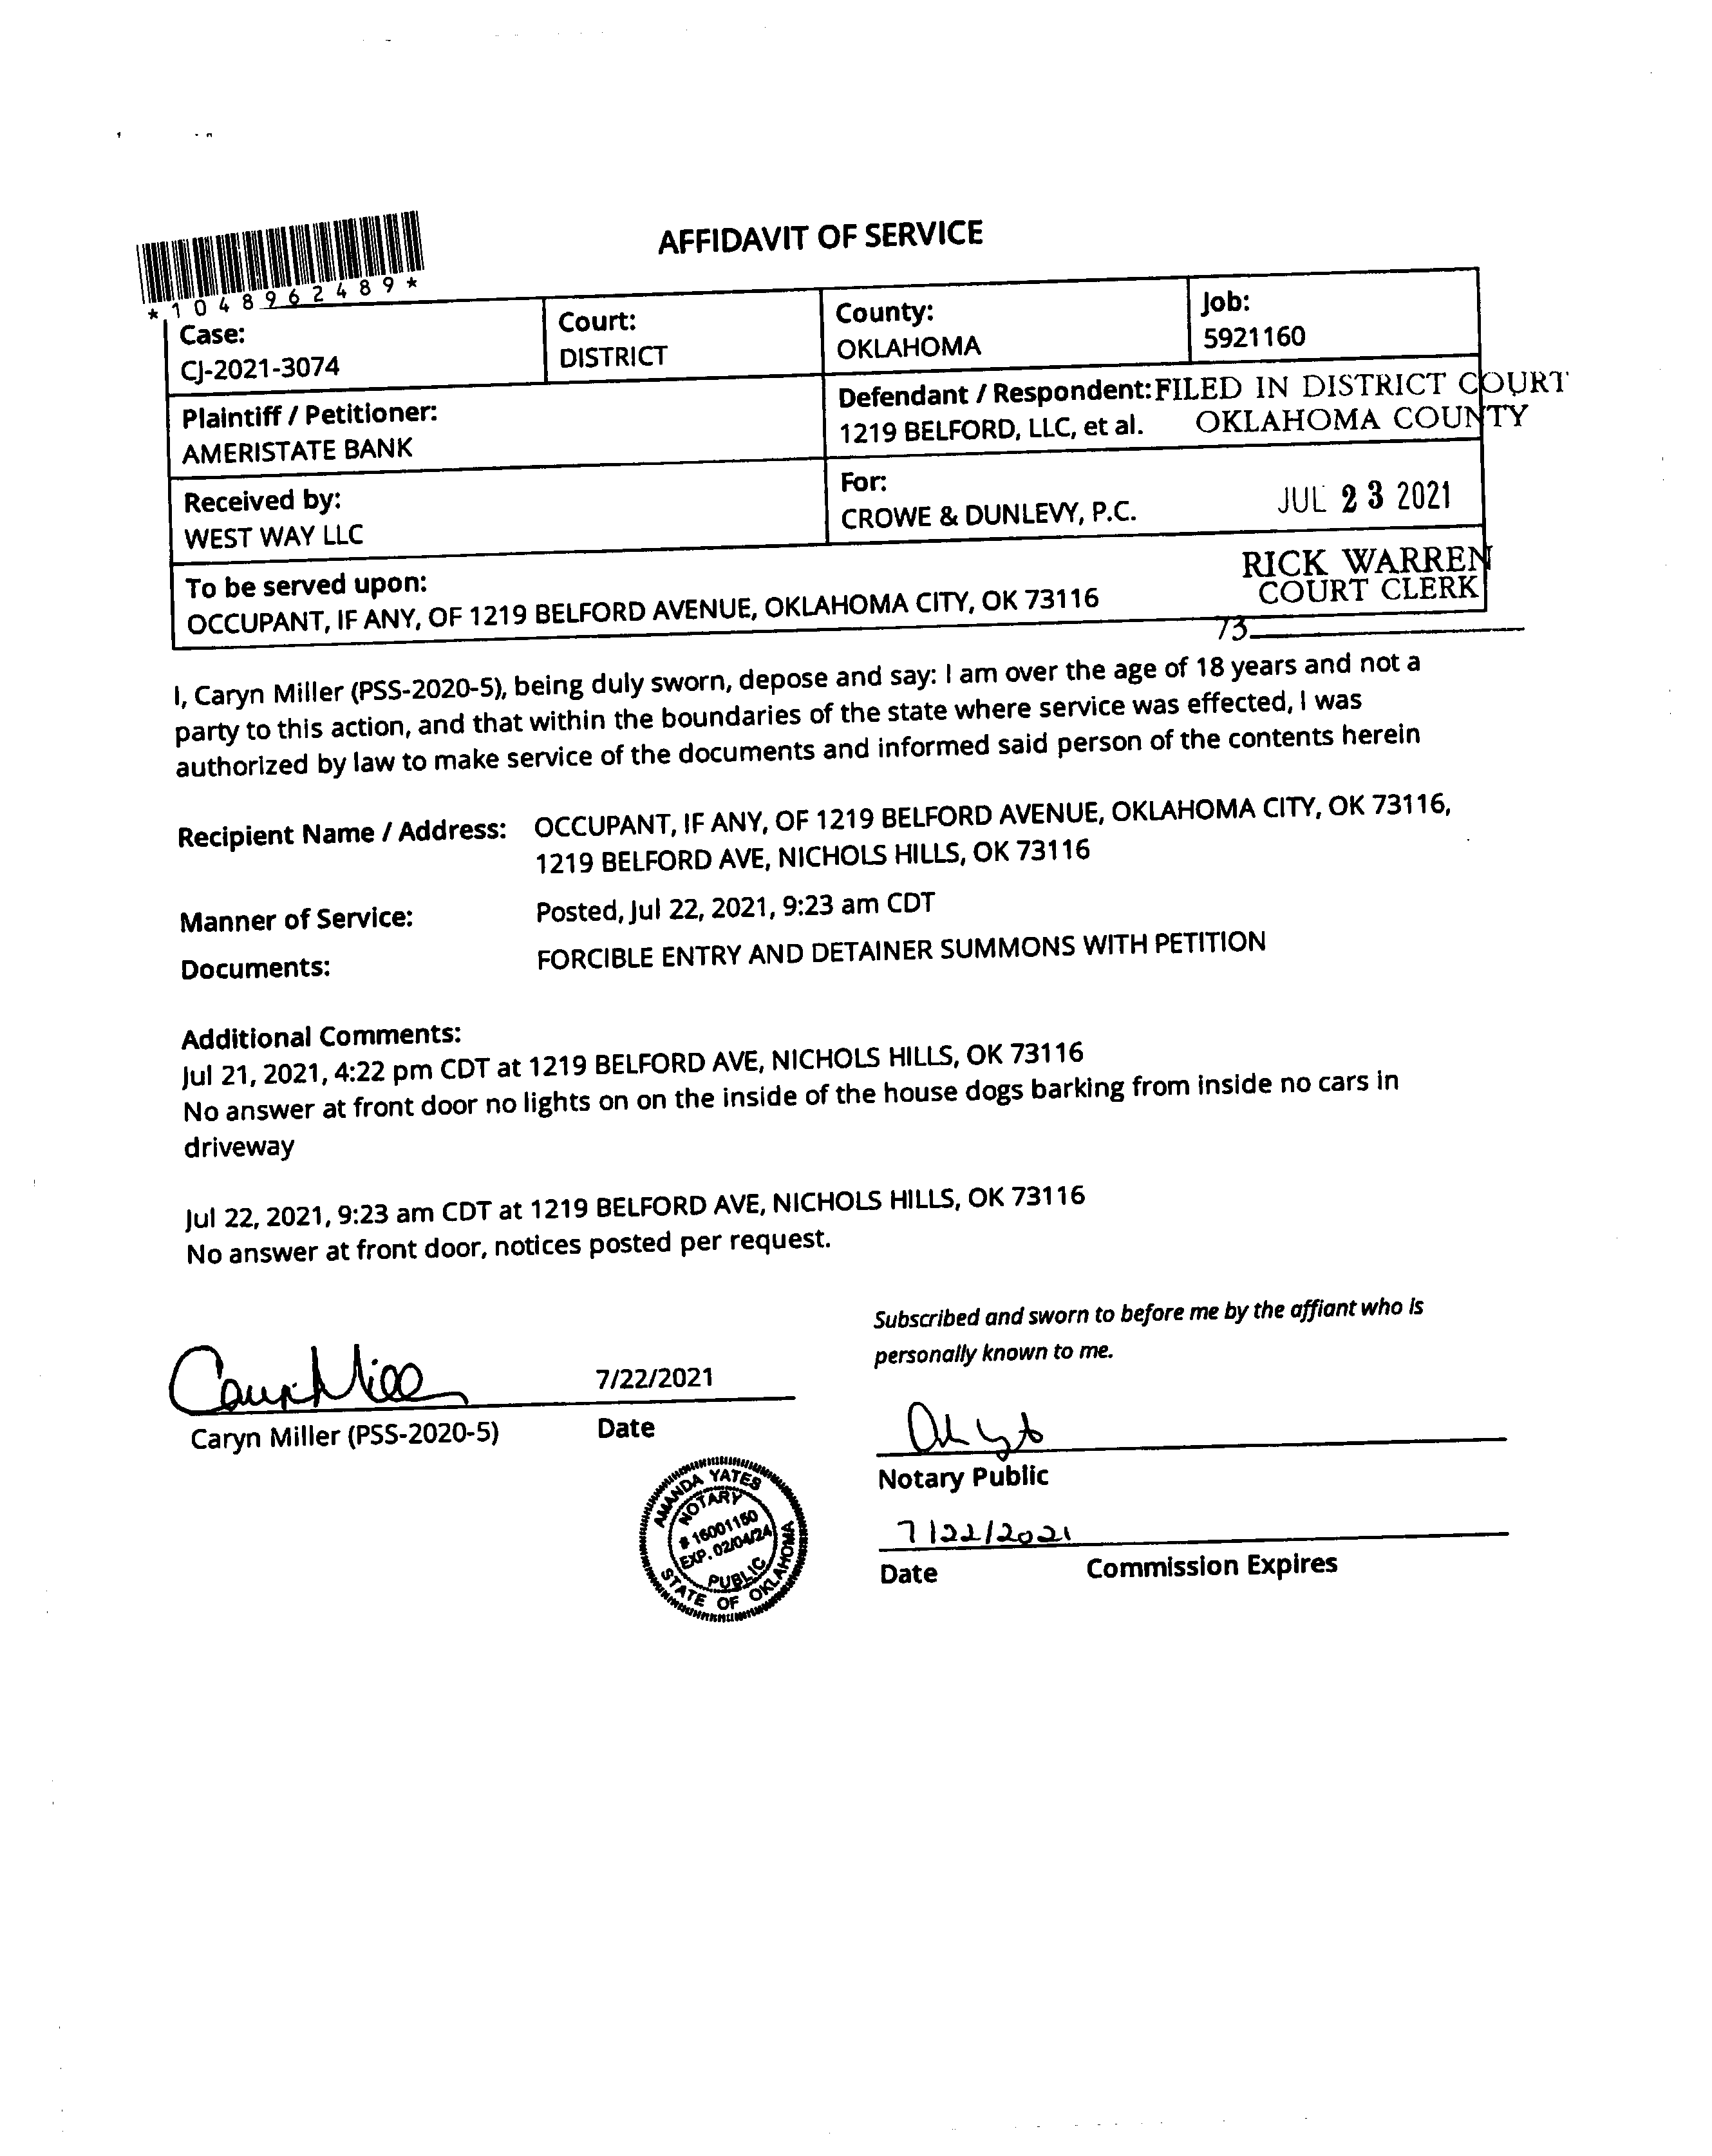 AFFIDAVIT OF SERVICE
*1048962489*
Case:
CJ-2021-3074
Court:
DISTRICT
County:
OKLAHOMA
Job:
5921160
Plaintiff / Petitioner:
AMERISTATE BANK
Defendant / Respondent:
1219 BELFORD, LLC, et al.
FILED IN DISTRICT COURT
OKLAHOMA COUNTY
Received by:
WEST WAY LLC
For:
CROWE & DUNLEVY, P.C.
JUL 23 2021
To be served upon:
OCCUPANT, IF ANY, OF 1219 BELFORD AVENUE, OKLAHOMA CITY, OK 73116
RICK WARREN
COURT CLERK
73
I, Caryn Miller (PSS-2020-5), being duly sworn, depose and say: I am over the age of 18 years and not a
party to this action, and that within the boundaries of the state where service was effected, I was
authorized by law to make service of the documents and informed said person of the contents herein
Recipient Name / Address: OCCUPANT, IF ANY, OF 1219 BELFORD AVENUE, OKLAHOMA CITY, OK 73116,
1219 BELFORD AVE, NICHOLS HILLS, OK 73116
Manner of Service: Posted, Jul 22, 2021, 9:23 am CDT
Documents: FORCIBLE ENTRY AND DETAINER SUMMONS WITH PETITION
Additional Comments:
Jul 21, 2021, 4:22 pm CDT at 1219 BELFORD AVE, NICHOLS HILLS, OK 73116
No answer at front door no lights on on the inside of the house dogs barking from inside no cars in
driveway
Jul 22, 2021, 9:23 am CDT at 1219 BELFORD AVE, NICHOLS HILLS, OK 73116
No answer at front door, notices posted per request.
Subscribed and sworn to before me by the affiant who is
personally known to me.
7/22/2021
Caryn Miller (PSS-2020-5)
Date
Notary Public
7/22/2021
Date
Commission Expires
AMANDA YATES
NOTARY
# 16001150
EXP. 02/04/24
PUBLIC
STATE OF OKLAHOMA